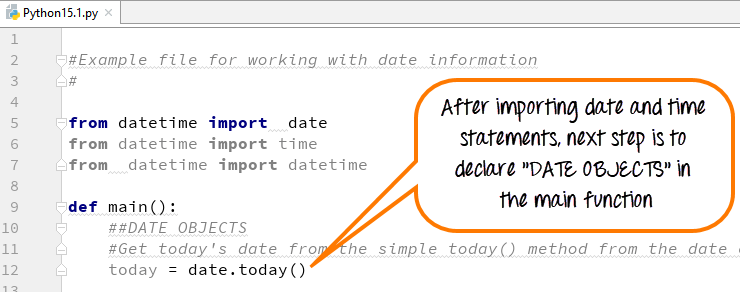 Python15.1.py ×
1
2 #Example file for working with date information
3 #
4
5 from datetime import date
6 from datetime import time
7 from datetime import datetime
8
9 def main():
10 ##DATE OBJECTS
11 #Get today's date from the simple today() method from the date
12 today = date.today()
After importing date and time
statements, next step is to
declare "DATE OBJECTS" in
the main function